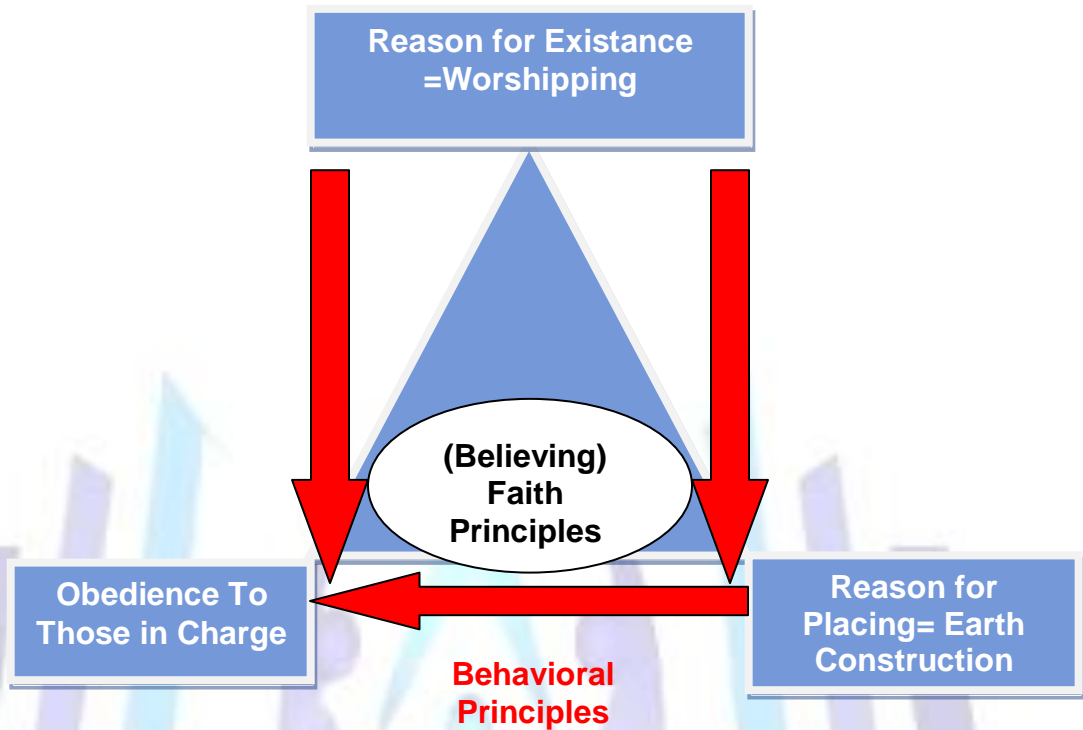 Reason for Existance
=Worshipping
(Believing)
Faith
Principles
Obedience To
Those in Charge
Reason for
Placing= Earth
Construction
Behavioral
Principles